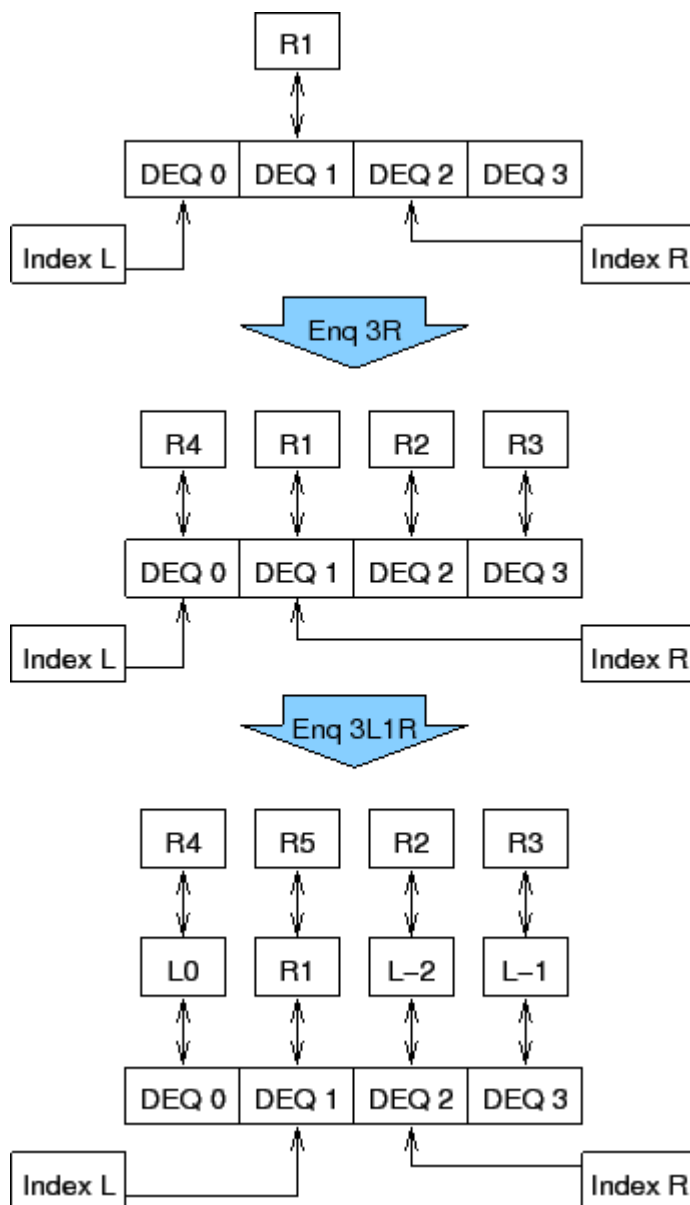 R1
DEQ 0 DEQ 1 DEQ 2 DEQ 3
Index L Index R
Enq 3R
R4 R1 R2 R3
DEQ 0 DEQ 1 DEQ 2 DEQ 3
Index L Index R
Enq 3L1R
R4 R5 R2 R3
L0 R1 L−2 L−1
DEQ 0 DEQ 1 DEQ 2 DEQ 3
Index L Index R